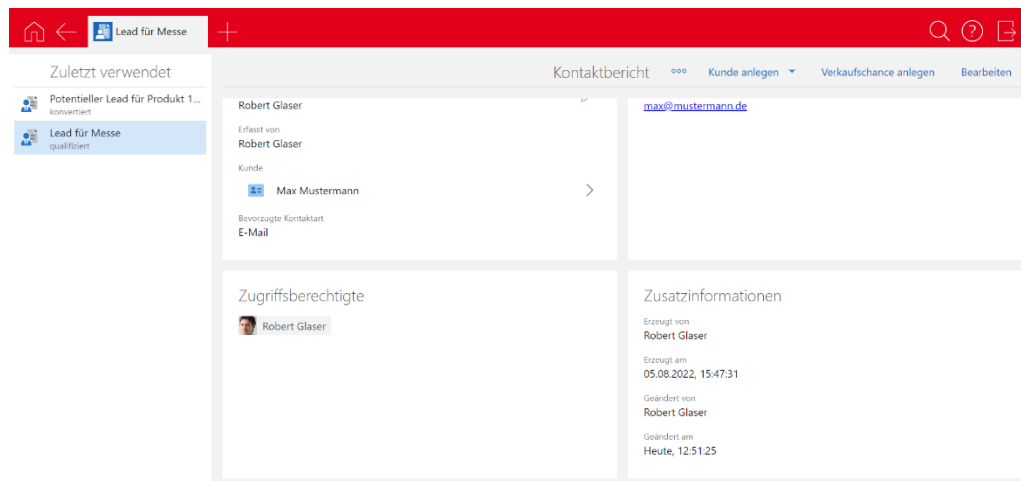 Lead für Messe
Zuletzt verwendet
Potentieller Lead für Produkt 1...
konvertiert
Lead für Messe
qualifiziert
Kontaktbericht
Kunde anlegen
Verkaufschance anlegen
Bearbeiten
Robert Glaser
Erfasst von
Robert Glaser
Kunde
Max Mustermann
Bevorzugte Kontaktart
E-Mail
max@mustermann.de
Zugriffsberechtigte
Robert Glaser
Zusatzinformationen
Erzeugt von
Robert Glaser
Erzeugt am
05.08.2022, 15:47:31
Geändert von
Robert Glaser
Geändert am
Heute, 12:51:25